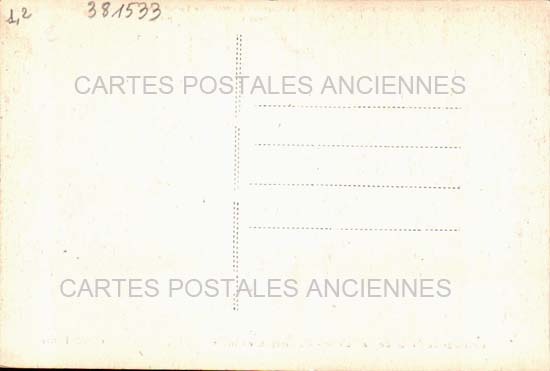 1,2 381533
CARTES POSTALES ANCIENNES
CARTES POSTALES ANCIENNES